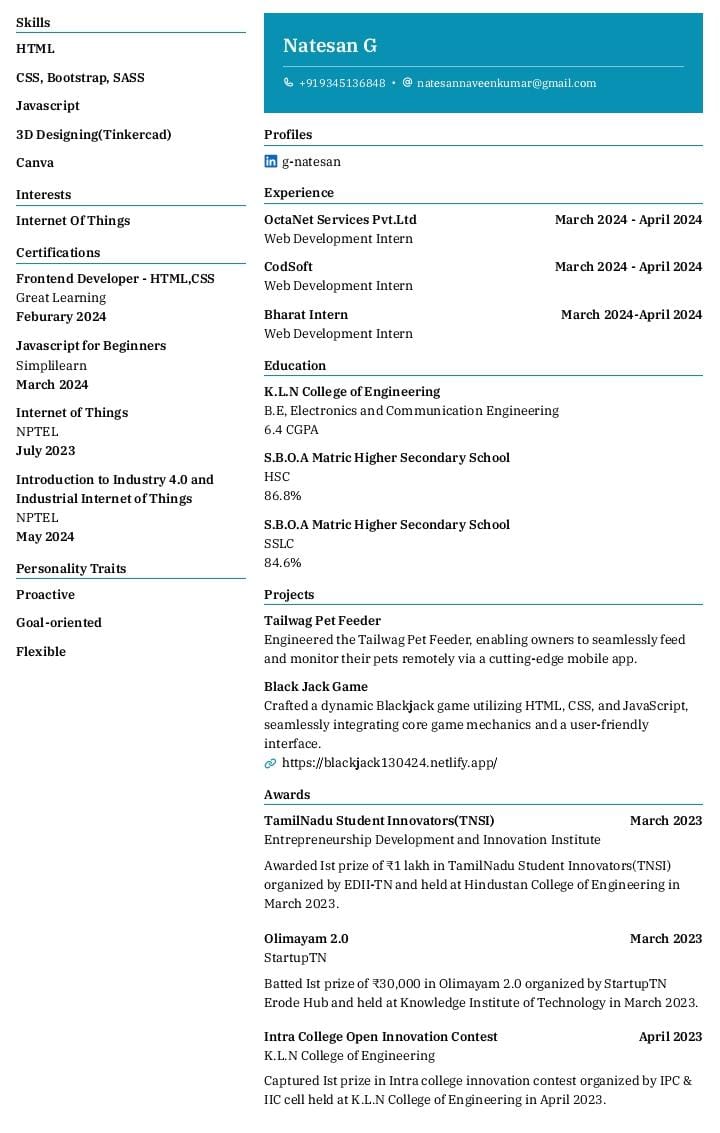 Skills
HTML
CSS, Bootstrap, SASS
Javascript
3D Designing(Tinkercad)
Canva
Interests
Internet Of Things
Certifications
Frontend Developer - HTML,CSS
Great Learning
Feburary 2024
Javascript for Beginners
Simplilearn
March 2024
Internet of Things
NPTEL
July 2023
Introduction to Industry 4.0 and
Industrial Internet of Things
NPTEL
May 2024
Personality Traits
Proactive
Goal-oriented
Flexible
Natesan G
+919345136848 • natesannaveenkumar@gmail.com
Profiles
g-natesan
Experience
OctaNet Services Pvt.Ltd March 2024 - April 2024
Web Development Intern
CodSoft March 2024 - April 2024
Web Development Intern
Bharat Intern March 2024-April 2024
Web Development Intern
Education
K.L.N College of Engineering
B.E, Electronics and Communication Engineering
6.4 CGPA
S.B.O.A Matric Higher Secondary School
HSC
86.8%
S.B.O.A Matric Higher Secondary School
SSLC
84.6%
Projects
Tailwag Pet Feeder
Engineered the Tailwag Pet Feeder, enabling owners to seamlessly feed
and monitor their pets remotely via a cutting-edge mobile app.
Black Jack Game
Crafted a dynamic Blackjack game utilizing HTML, CSS, and JavaScript,
seamlessly integrating core game mechanics and a user-friendly
interface.
https://blackjack130424.netlify.app/
Awards
TamilNadu Student Innovators(TNSI) March 2023
Entrepreneurship Development and Innovation Institute
Awarded Ist prize of ₹1 lakh in TamilNadu Student Innovators(TNSI)
organized by EDII-TN and held at Hindustan College of Engineering in
March 2023.
Olimayam 2.0 March 2023
StartupTN
Batted Ist prize of ₹30,000 in Olimayam 2.0 organized by StartupTN
Erode Hub and held at Knowledge Institute of Technology in March 2023.
Intra College Open Innovation Contest April 2023
K.L.N College of Engineering
Captured Ist prize in Intra college innovation contest organized by IPC &
IIC cell held at K.L.N College of Engineering in April 2023.